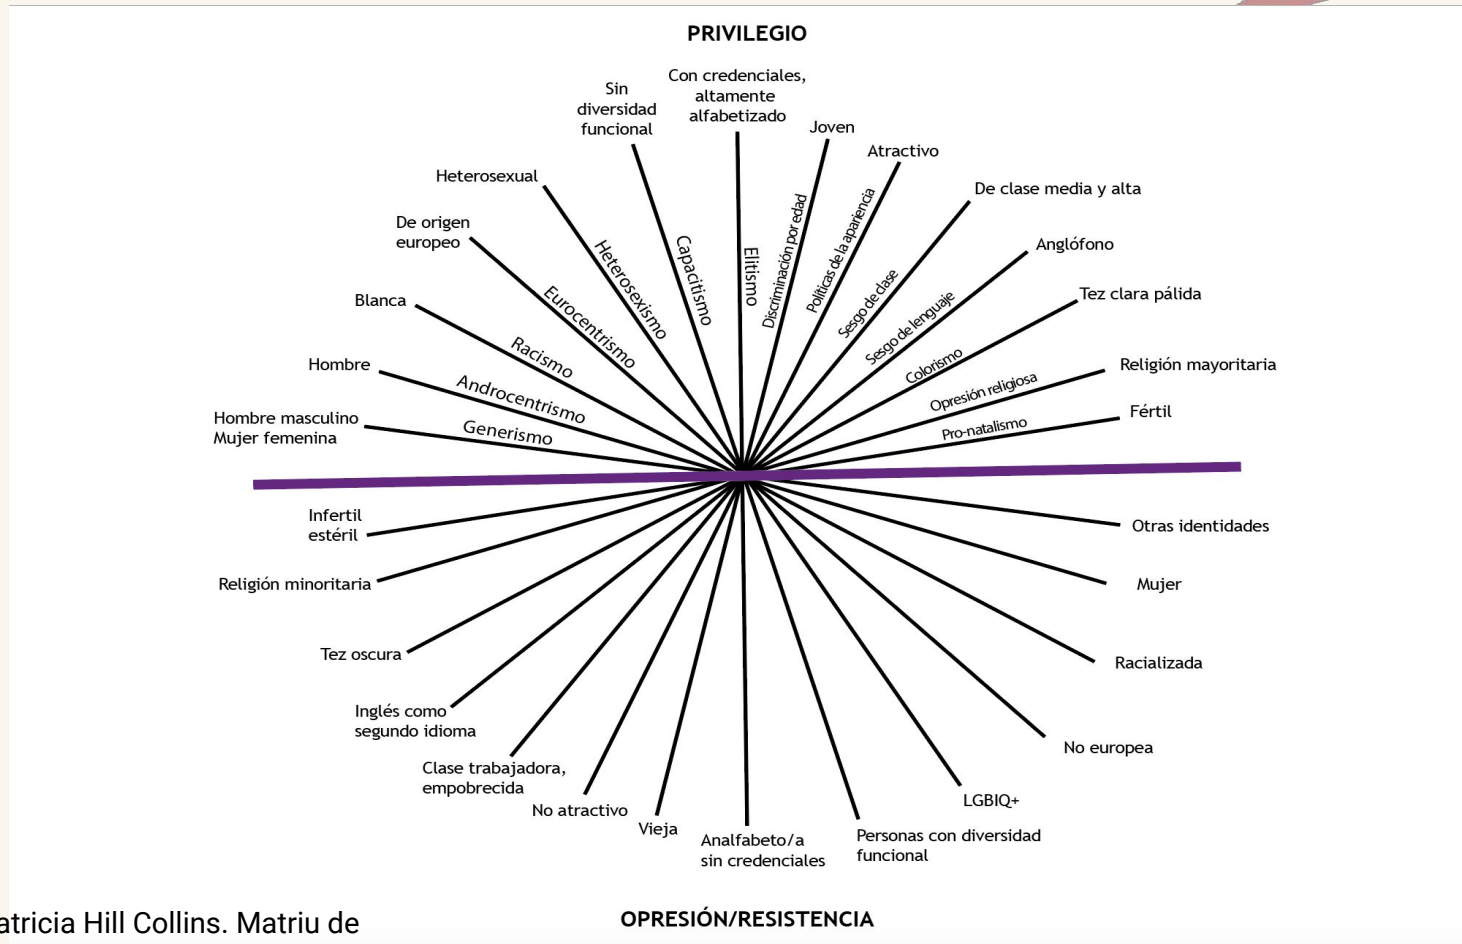 PRIVILEGIO
Con credenciales,
altamente
alfabetizado
Sin
diversidad
funcional
Joven
Atractivo
Heterosexual
De clase media y alta
De origen
europeo
Anglófono
Blanca
Tez clara pálida
Hombre
Religión mayoritaria
Hombre masculino
Mujer femenina
Fértil
Generismo
Androcentrismo
Racismo
Eurocentrismo
Heterosexismo
Capacitismo
Elitismo
Discriminación por edad
Políticas de la apariencia
Sesgo de clase
Sesgo de lenguaje
Colorismo
Opresión religiosa
Pro-natalismo
Infertil
estéril
Otras identidades
Religión minoritaria
Mujer
Tez oscura
Racializada
Inglés como
segundo idioma
No europea
Clase trabajadora,
empobrecida
LGBIQ+
No atractivo
Vieja
Analfabeto/a
sin credenciales
Personas con diversidad
funcional
OPRESIÓN/RESISTENCIA
atricia Hill Collins. Matriu de